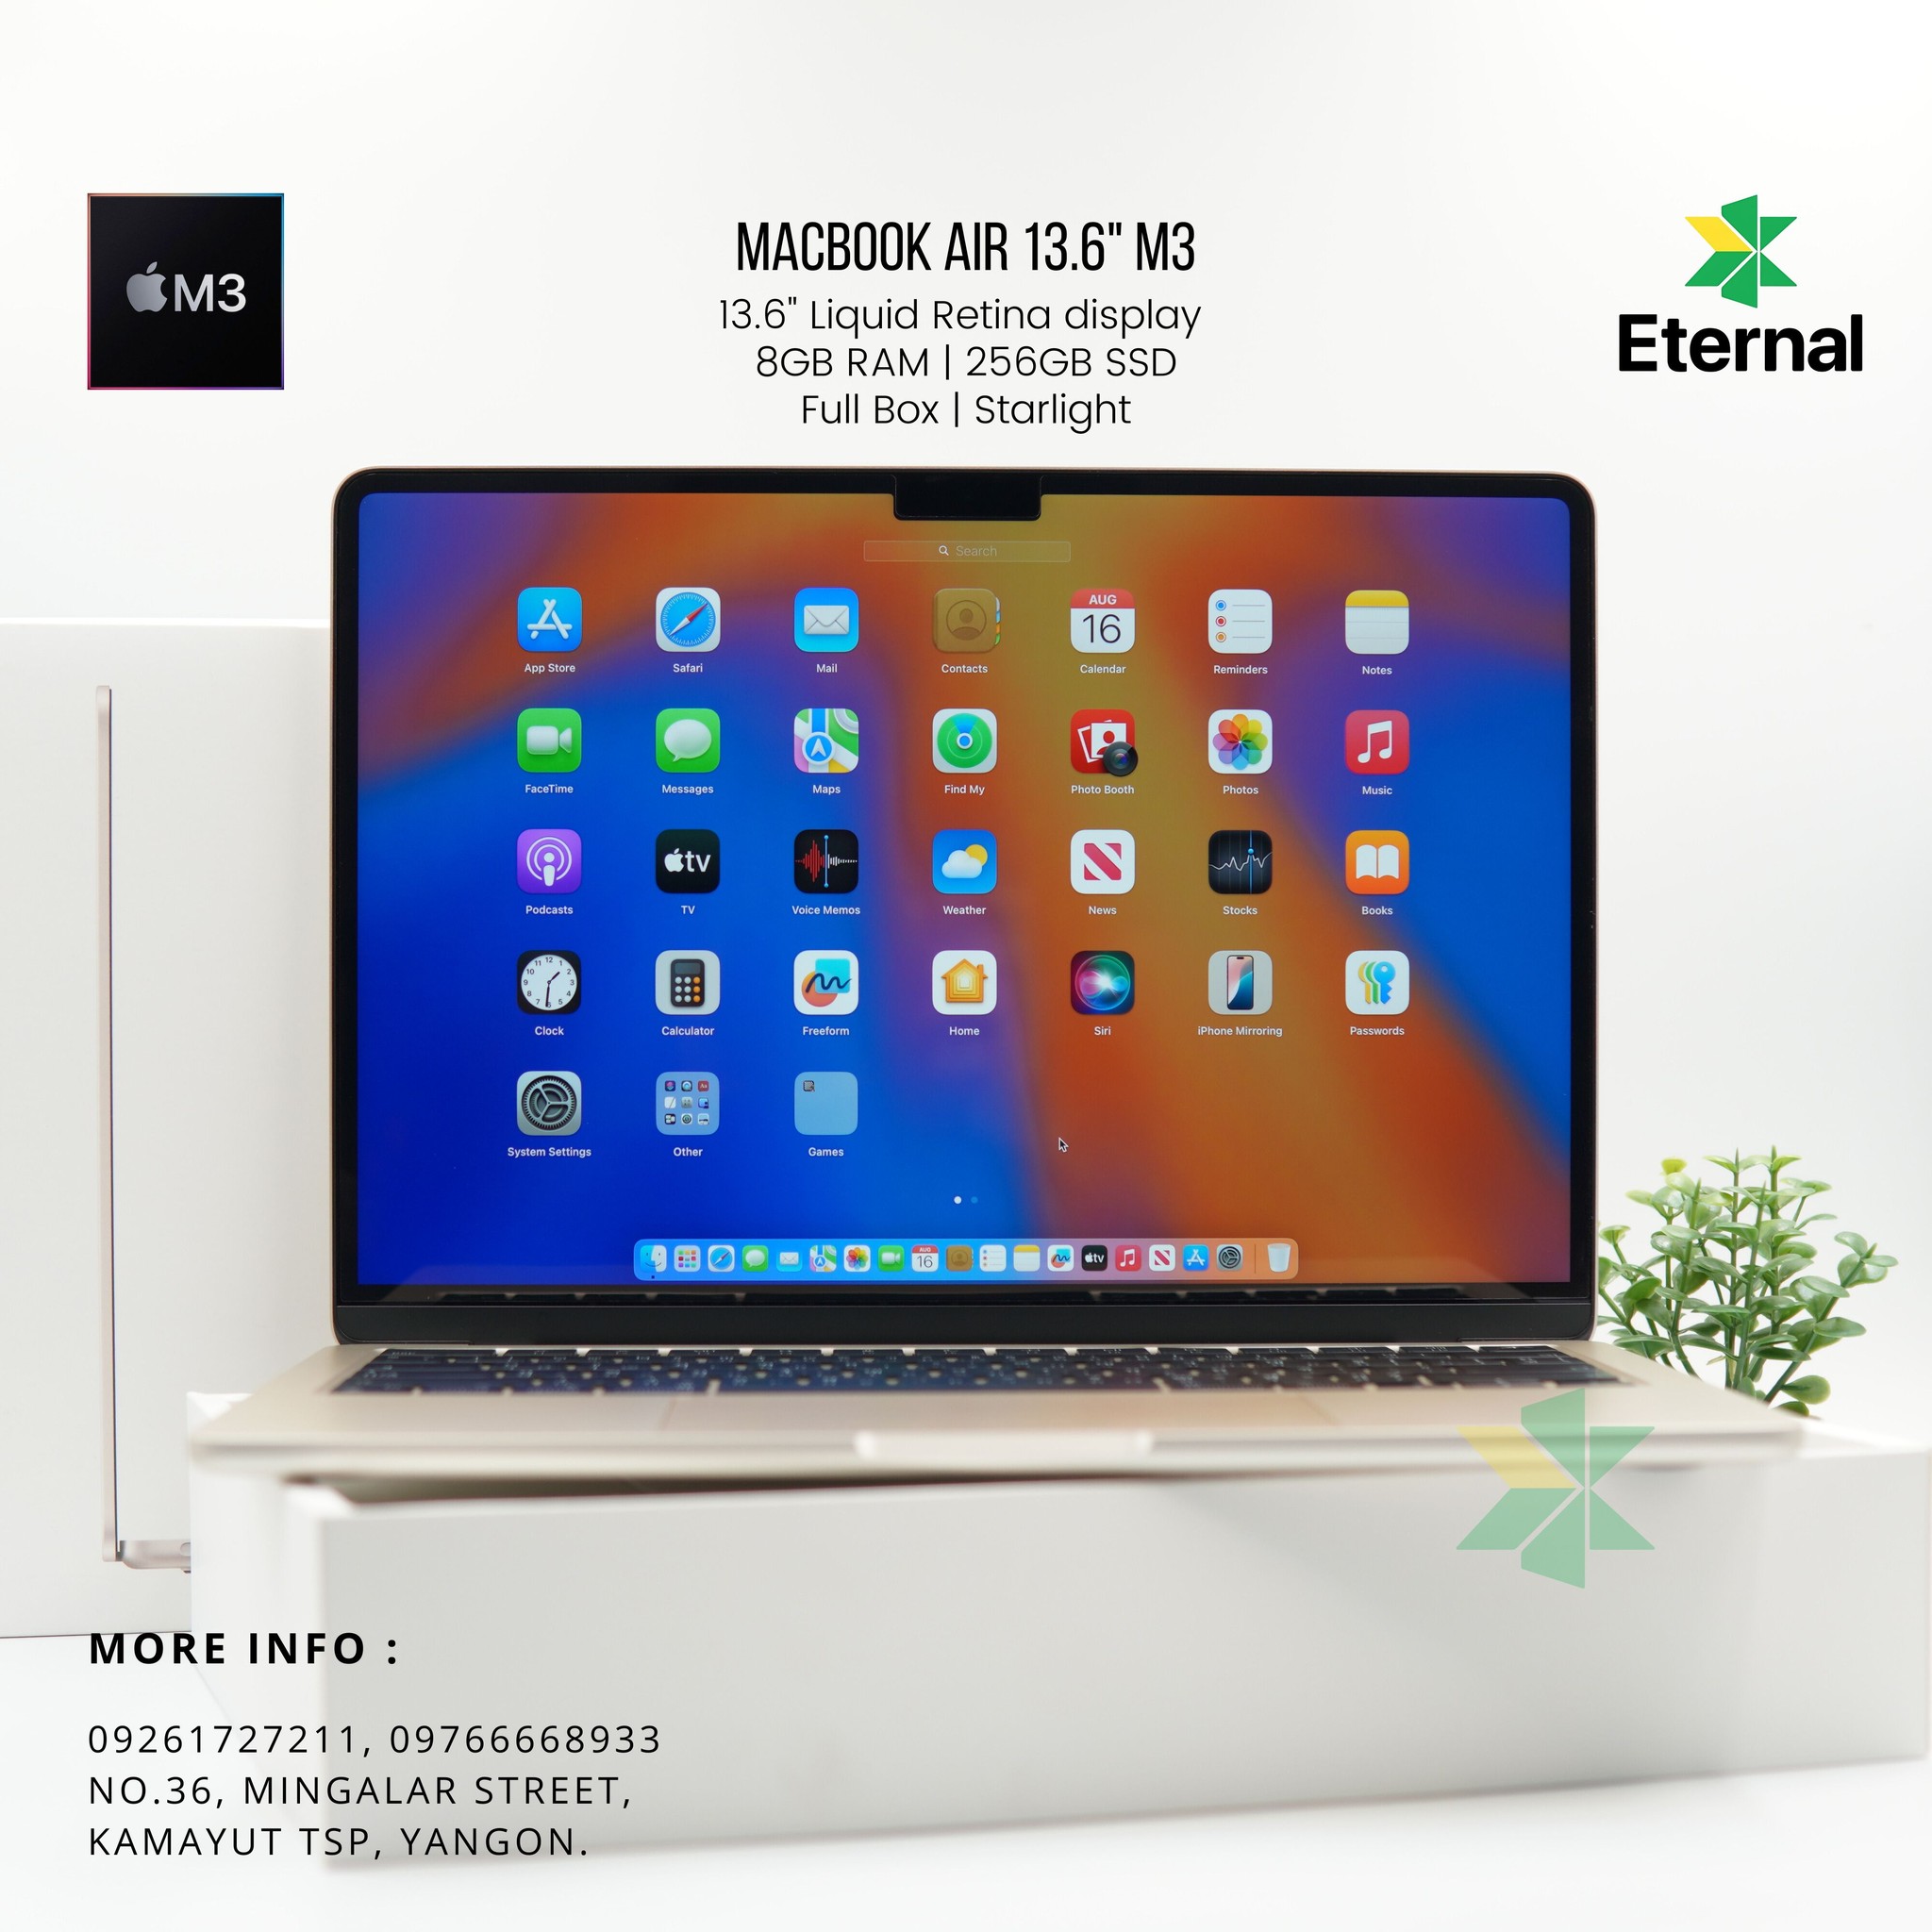 M3
MACBOOK AIR 13.6" M3
13.6" Liquid Retina display
8GB RAM | 256GB SSD
Full Box | Starlight
Eternal
Search
App Store
Safari
Mail
Contacts
AUG
16
Calendar
Reminders
Notes
FaceTime
Messages
Maps
Find My
Photo Booth
Photos
Music
Podcasts
tv
TV
Voice Memos
Weather
News
Stocks
Books
Clock
Calculator
Freeform
Home
Siri
iPhone Mirroring
Passwords
System Settings
Other
Games
AUG
16
tv
MORE INFO :
09261727211, 09766668933
NO.36, MINGALAR STREET,
KAMAYUT TSP, YANGON.